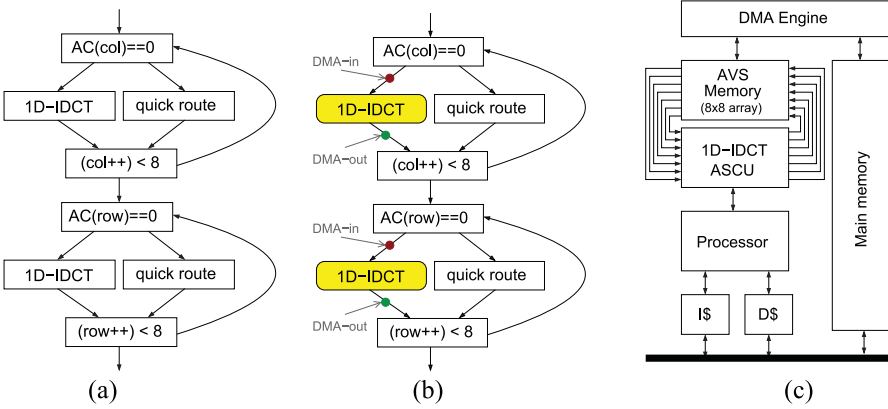 AC(col)==0
1D-IDCT
quick route
(col++) < 8
AC(row)==0
1D-IDCT
quick route
(row++) < 8
(a)
AC(col)==0
DMA-in
1D-IDCT
quick route
DMA-out
(col++) < 8
AC(row)==0
DMA-in
1D-IDCT
quick route
DMA-out
(row++) < 8
(b)
DMA Engine
AVS
Memory
(8x8 array)
1D-IDCT
ASCU
Processor
Main memory
I$
D$
(c)